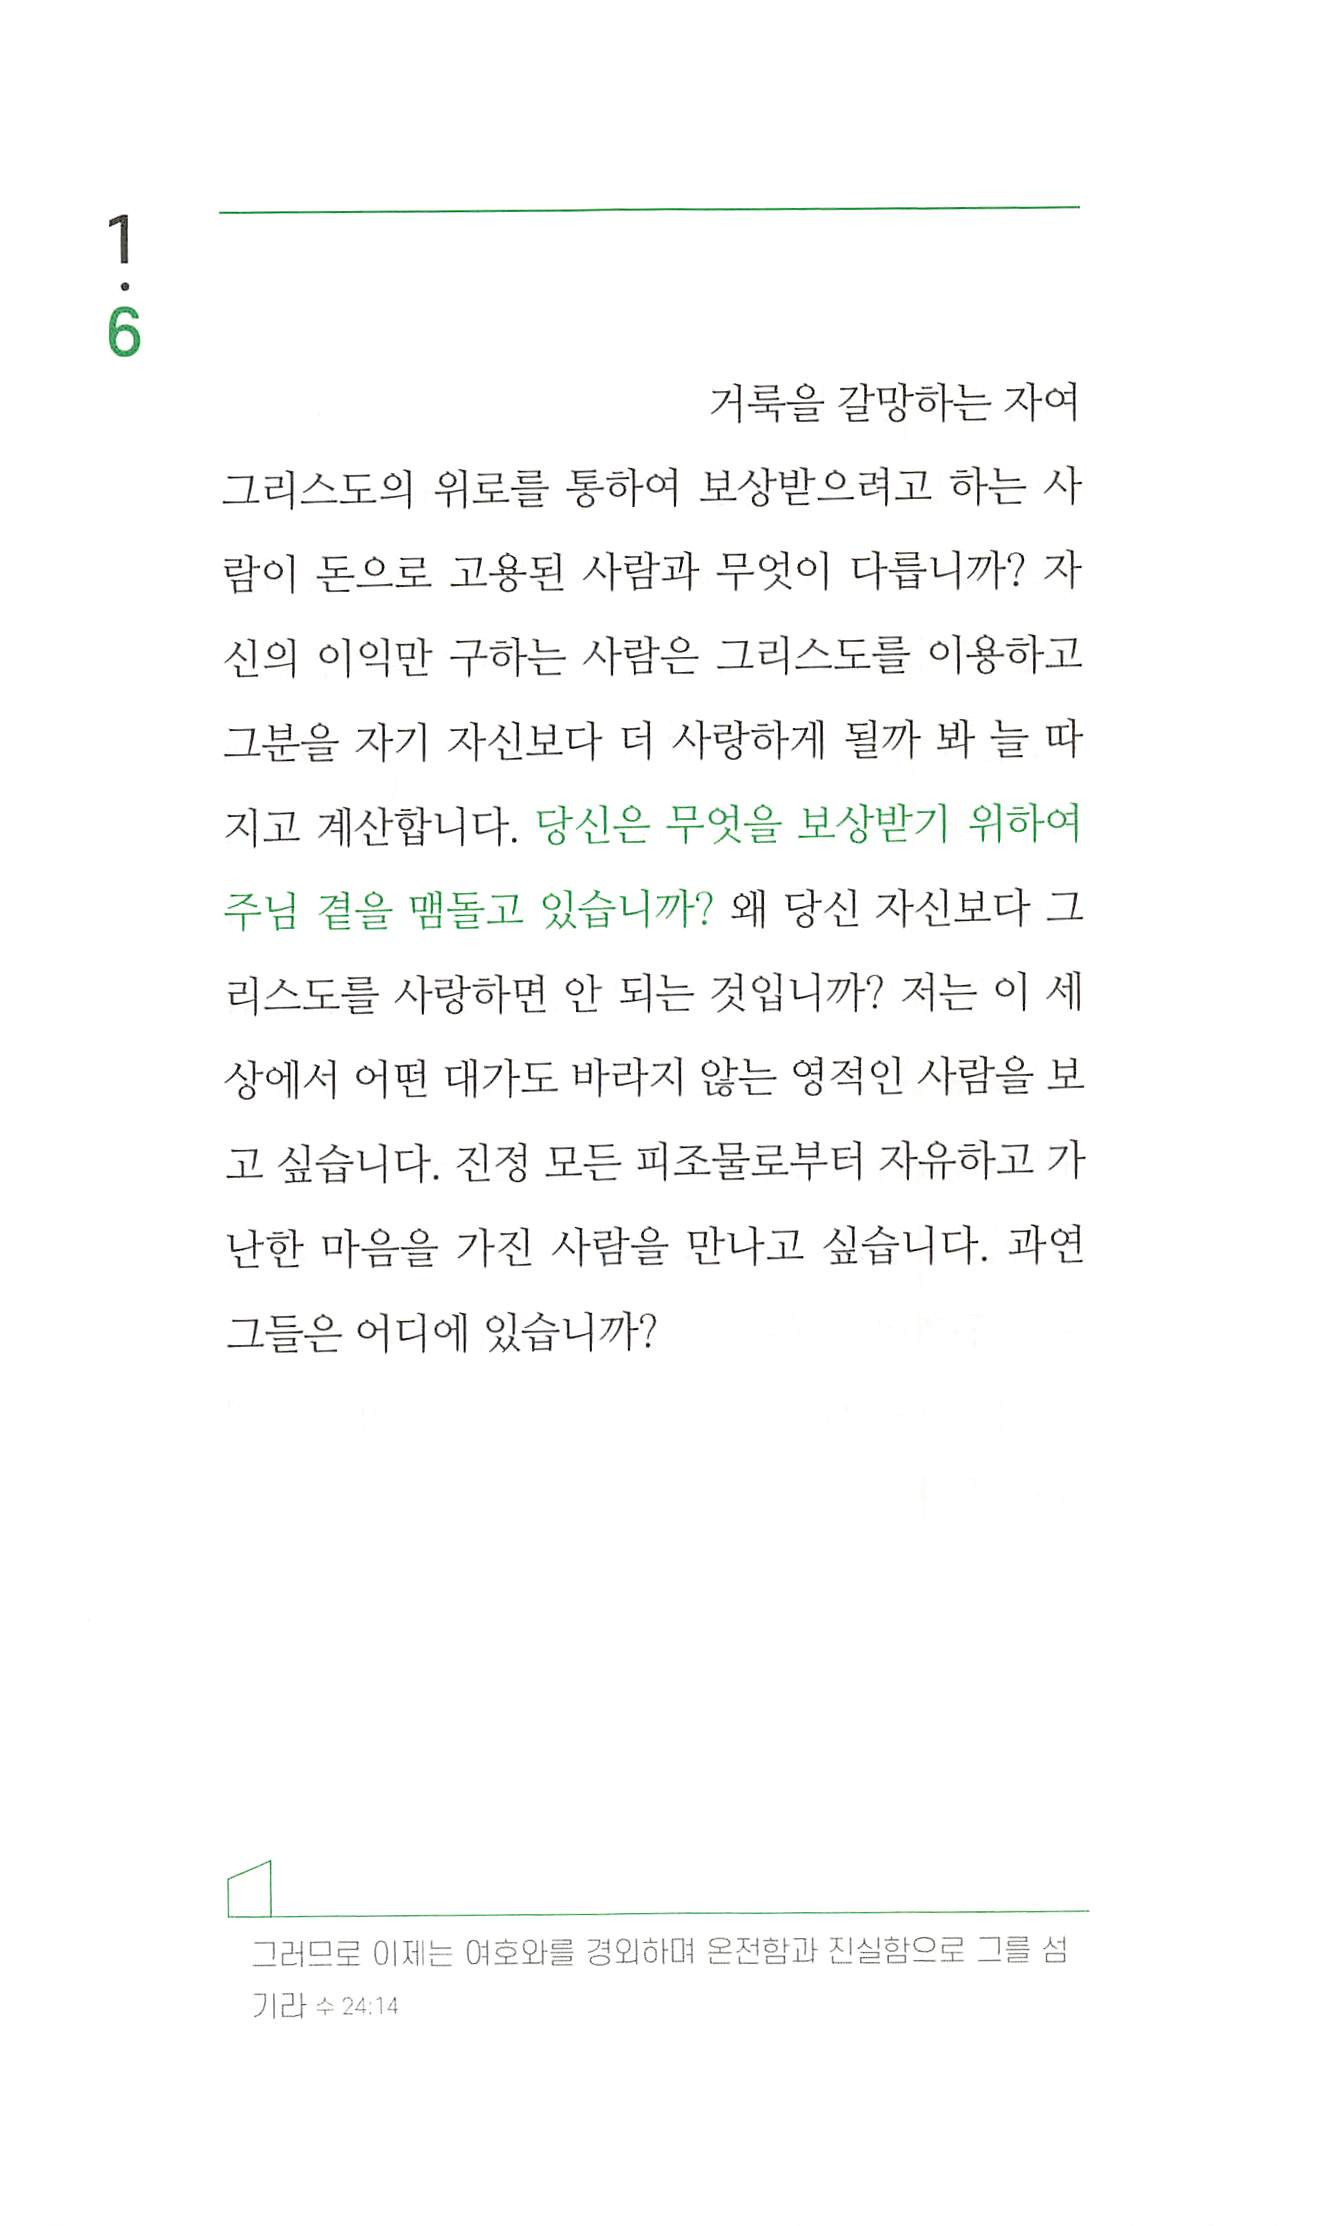 1
.
6
거룩을 갈망하는 자여
그리스도의 위로를 통하여 보상받으려고 하는 사
람이 돈으로 고용된 사람과 무엇이 다릅니까? 자
신의 이익만 구하는 사람은 그리스도를 이용하고
그분을 자기 자신보다 더 사랑하게 될까 봐 늘 따
지고 계산합니다. 당신은 무엇을 보상받기 위하여
주님 곁을 맴돌고 있습니까? 왜 당신 자신보다 그
리스도를 사랑하면 안 되는 것입니까? 저는 이 세
상에서 어떤 대가도 바라지 않는 영적인 사람을 보
고 싶습니다. 진정 모든 피조물로부터 자유하고 가
난한 마음을 가진 사람을 만나고 싶습니다. 과연
그들은 어디에 있습니까?
그러므로 이제는 여호와를 경외하며 온전함과 진실함으로 그를 섬
기라 수 24:14